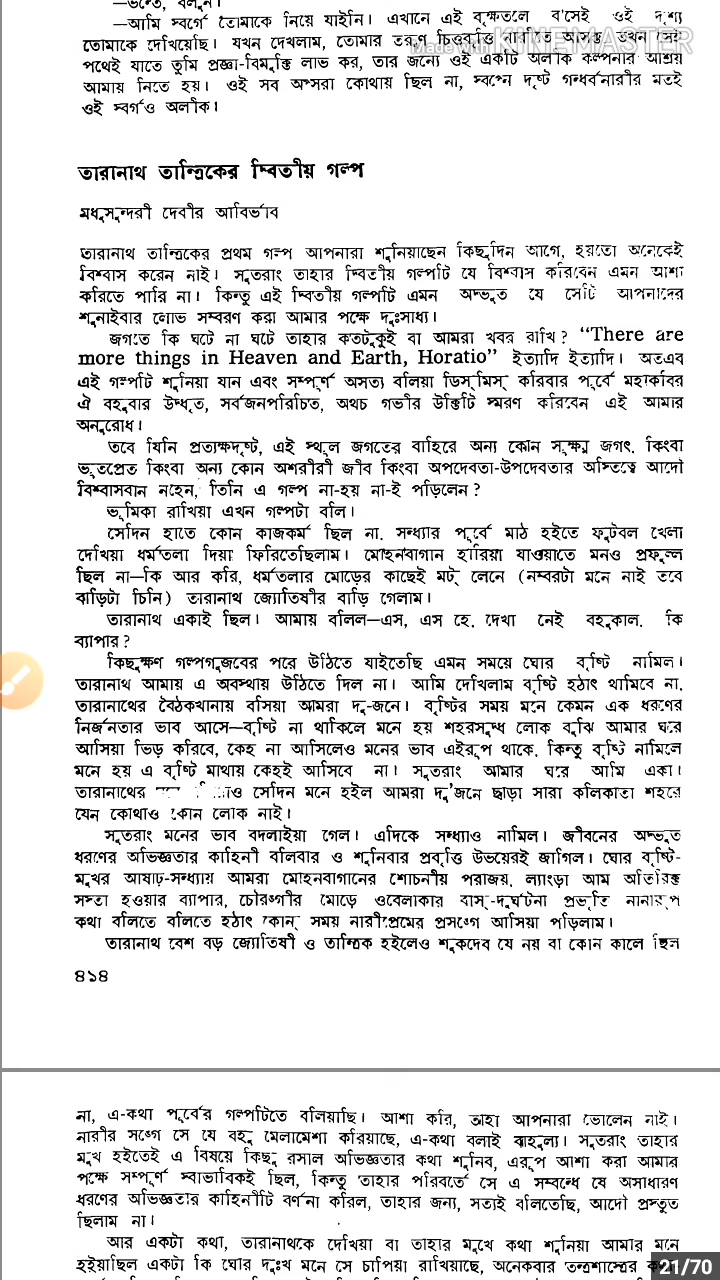 —ভন্তে, বলুন।
—আমি স্বর্গে তোমাকে নিয়ে যাইনি। এখানে এই বৃক্ষতলে ব'সেই ওই দৃশ্য
তোমাকে দেখিয়েছি। যখন দেখলাম, তোমার তরুণ চিত্তবৃত্তি নারীতে আসক্ত তখন সেই
Made with KINEMASTER
পথেই যাতে তুমি প্রজ্ঞা-বিমুক্তি লাভ কর, তার জন্যে ওই একটি অলীক কল্পনার আশ্রয়
আমায় নিতে হয়। ওই সব অপ্সরা কোথায় ছিল না, স্বপ্নে দৃষ্ট গন্ধর্বনারীর মতই
ওই স্বর্গও অলীক।
তারানাথ তান্ত্রিকের দ্বিতীয় গল্প
মধুসুন্দরী দেবীর আবির্ভাব
তারানাথ তান্ত্রিকের প্রথম গল্প আপনারা শুনিয়াছেন কিছুদিন আগে, হয়তো অনেকেই
বিশ্বাস করেন নাই। সুতরাং তাহার দ্বিতীয় গল্পটি যে বিশ্বাস করিবেন এমন আশা
করিতে পারি না। কিন্তু এই দ্বিতীয় গল্পটি এমন অদ্ভুত যে সেটি আপনাদের
শুনাইবার লোভ সম্বরণ করা আমার পক্ষে দুঃসাধ্য।
জগতে কি ঘটে না ঘটে তাহার কতটুকুই বা আমরা খবর রাখি? "There are
more things in Heaven and Earth, Horatio" ইত্যাদি ইত্যাদি। অতএব
এই গল্পটি শুনিয়া যান এবং সম্পূর্ণ অসত্য বলিয়া ডিস্‌মিস্‌ করিবার পূর্বে মহাকবির
ঐ বহুবার উদ্ধৃত, সর্বজনপরিচিত, অথচ গভীর উক্তিটি স্মরণ করিবেন এই আমার
অনুরোধ।
তবে যিনি প্রত্যক্ষদৃষ্ট, এই স্থূল জগতের বাহিরে অন্য কোন সূক্ষ্ম জগৎ, কিংবা
ভূতপ্রেত কিংবা অন্য কোন অশরীরী জীব কিংবা অপদেবতা-উপদেবতার অস্তিত্বে আদৌ
বিশ্বাসবান নহেন, তিনি এ গল্প না-হয় না-ই পড়িলেন?
ভূমিকা রাখিয়া এখন গল্পটা বলি।
সেদিন হাতে কোন কাজকর্ম ছিল না, সন্ধ্যার পূর্বে মাঠ হইতে ফুটবল খেলা
দেখিয়া ধর্মতলা দিয়া ফিরিতেছিলাম। মোহনবাগান হারিয়া যাওয়াতে মনও প্রফুল্ল
ছিল না—কি আর করি, ধর্মতলার মোড়ের কাছেই মট্‌ লেনে (নম্বরটা মনে নাই তবে
বাড়িটা চিনি) তারানাথ জ্যোতিষীর বাড়ি গেলাম।
তারানাথ একাই ছিল। আমায় বলিল—এস, এস হে, দেখা নেই বহুকাল, কি
ব্যাপার?
কিছুক্ষণ গল্পগুজবের পরে উঠিতে যাইতেছি এমন সময়ে ঘোর বৃষ্টি নামিল।
তারানাথ আমায় এ অবস্থায় উঠিতে দিল না। আমি দেখিলাম বৃষ্টি হঠাৎ থামিবে না,
তারানাথের বৈঠকখানায় বসিয়া আমরা দু-জনে। বৃষ্টির সময় মনে কেমন এক ধরণের
নির্জনতার ভাব আসে—বৃষ্টি না থাকিলে মনে হয় শহরসুদ্ধ লোক বুঝি আমার ঘরে
আসিয়া ভিড় করিবে, কেহ না আসিলেও মনের ভাব এইরূপ থাকে, কিন্তু বৃষ্টি নামিলে
মনে হয় এ বৃষ্টি মাথায় কেহই আসিবে না। সুতরাং আমার ঘরে আমি একা।
তারানাথের সেদিন মনে হইল আমরা দু'জনে ছাড়া সারা কলিকাতা শহরে
যেন কোথাও কোন লোক নাই।
সুতরাং মনের ভাব বদলাইয়া গেল। এদিকে সন্ধ্যাও নামিল। জীবনের অদ্ভুত
ধরণের অভিজ্ঞতার কাহিনী বলিবার ও শুনিবার প্রবৃত্তি উভয়েরই জাগিল। ঘোর বৃষ্টি-
মুখর আষাঢ়-সন্ধ্যায় আমরা মোহনবাগানের শোচনীয় পরাজয়, ল্যাংড়া আম অতিরিক্ত
সস্তা হওয়ার ব্যাপার, চৌরঙ্গীর মোড়ে ওবেলাকার বাস্‌-দুর্ঘটনা প্রভৃতি নানারূপ
কথা বলিতে বলিতে হঠাৎ কোন্‌ সময় নারীপ্রেমের প্রসঙ্গে আসিয়া পড়িলাম।
তারানাথ বেশ বড় জ্যোতিষী ও তান্ত্রিক হইলেও শুকদেব যে নয় বা কোন কালে ছিল
৪১৪
না, এ-কথা পূর্বের গল্পটিতে বলিয়াছি। আশা করি, তাহা আপনারা ভোলেন নাই।
নারীর সঙ্গে সে যে বহু মেলামেশা করিয়াছে, এ-কথা বলাই বাহুল্য। সুতরাং তাহার
মুখ হইতেই এ বিষয়ে কিছু রসাল অভিজ্ঞতার কথা শুনিব, এরূপ আশা করা আমার
পক্ষে সম্পূর্ণ স্বাভাবিকই ছিল, কিন্তু তাহার পরিবর্তে সে এ সম্বন্ধে যে অসাধারণ
ধরণের অভিজ্ঞতার কাহিনীটি বর্ণনা করিল, তাহার জন্য, সত্যই বলিতেছি, আদৌ প্রস্তুত
ছিলাম না।
আর একটা কথা, তারানাথকে দেখিয়া বা তাহার মুখে কথা শুনিয়া আমার মনে
হইয়াছিল একটা কি ঘোর দুঃখ মনে সে চাপিয়া রাখিয়াছে, অনেকবার তন্ত্রশাস্ত্রের
21/70